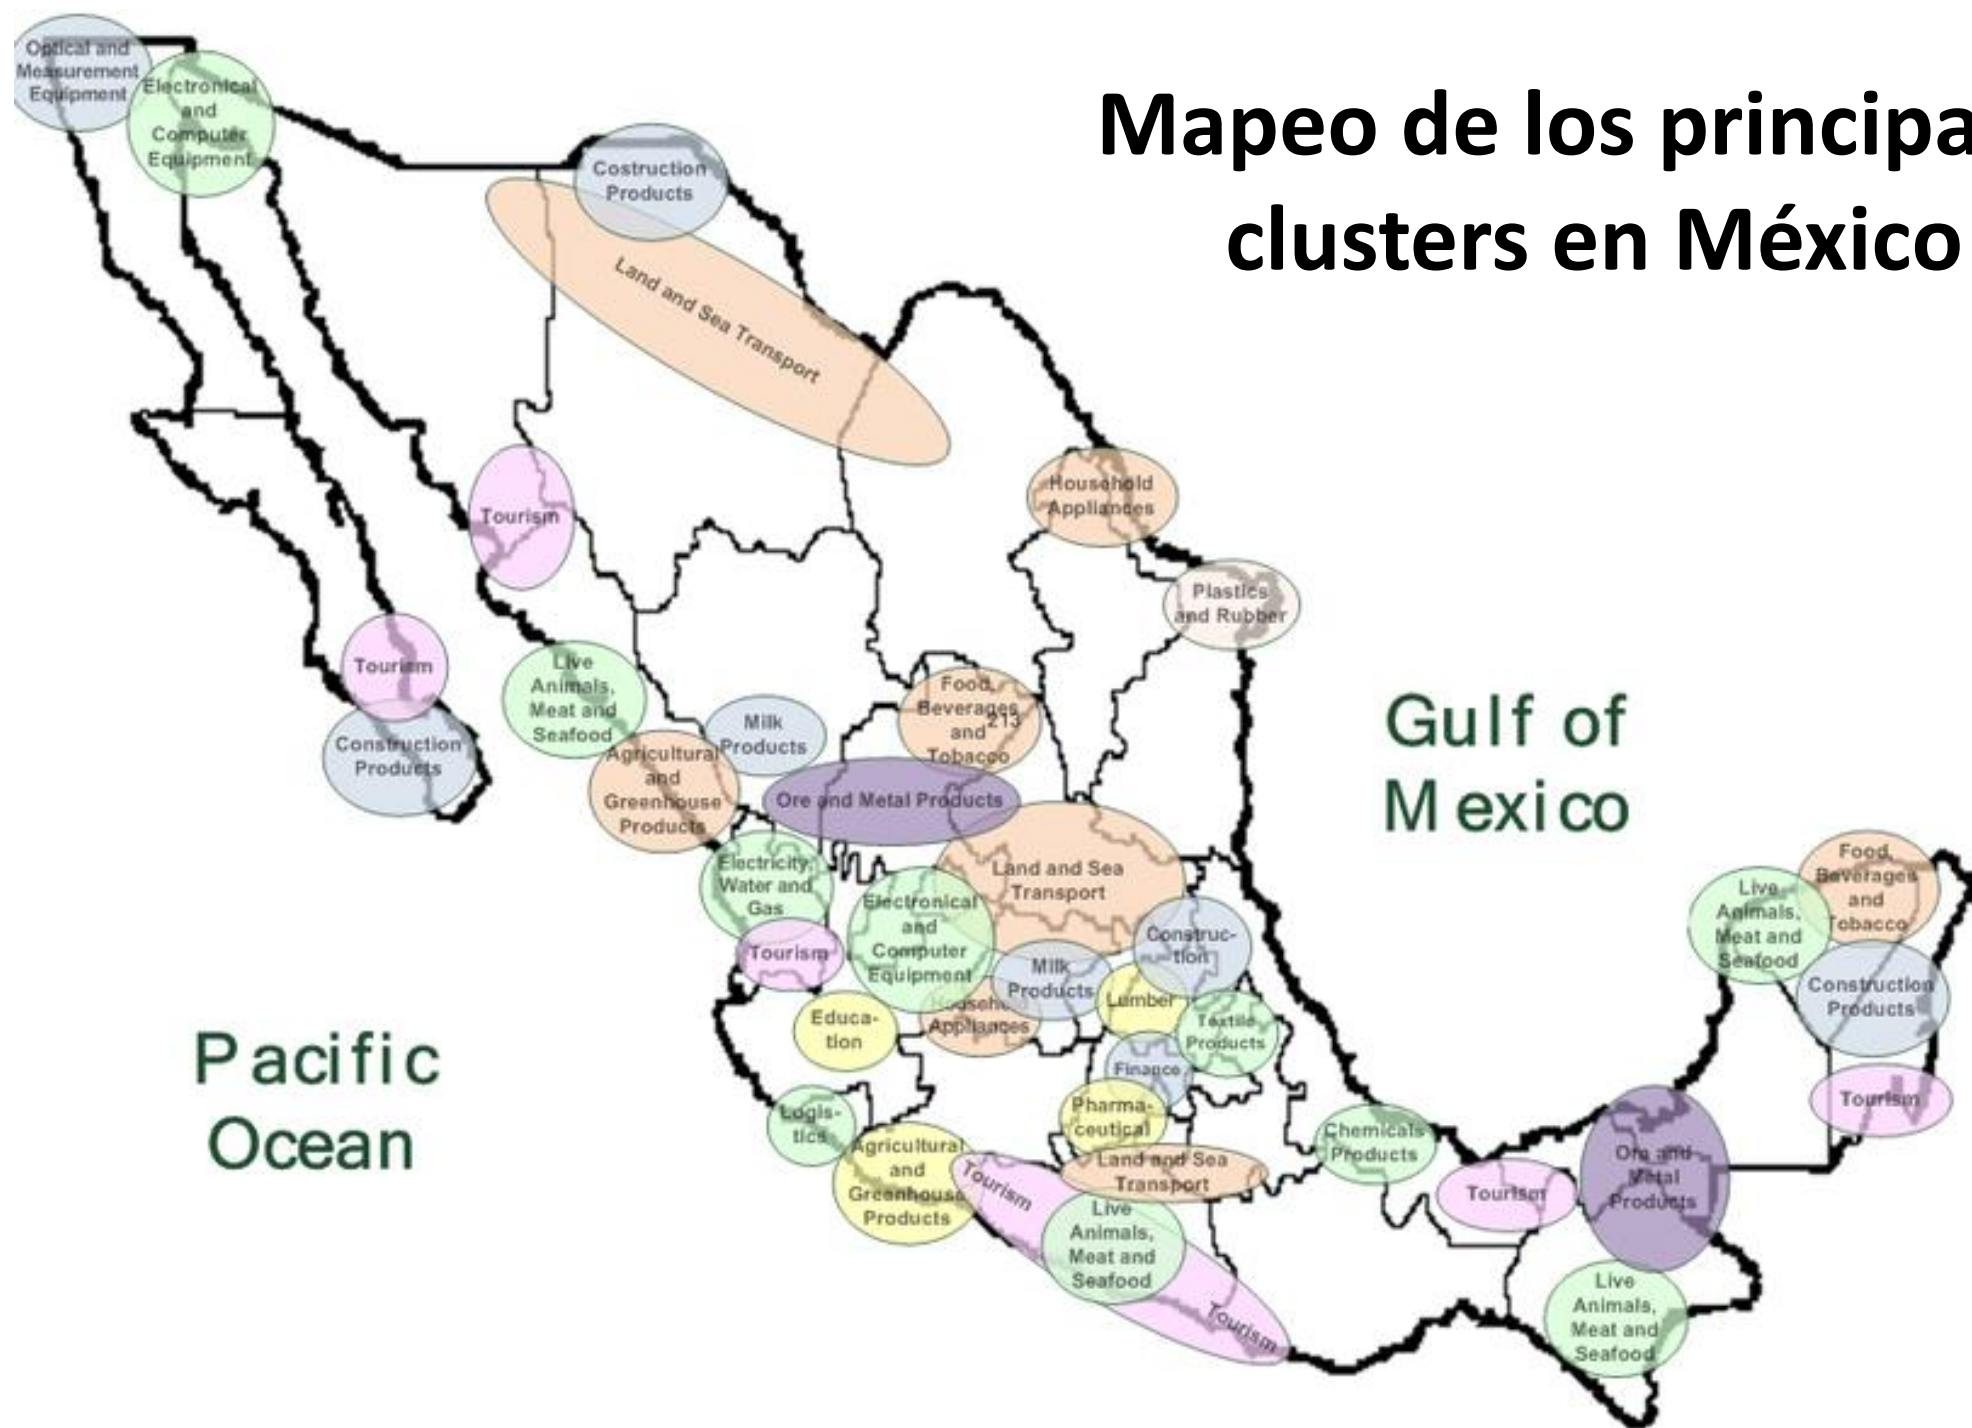 Mapeo de los principa
clusters en México
Optical and
Measurement
Equipment
Electronical
and
Computer
Equipment
Costruction
Products
Land and Sea Transport
Household
Appliances
Tourism
Plastics
and Rubber
Tourism
Construction
Products
Live
Animals,
Meat and
Seafood
Agricultural
and
Greenhouse
Products
Milk
Products
Food,
Beverages
and
Tobacco
213
Ore and Metal Products
Gulf of
Mexico
Electricity,
Water and
Gas
Tourism
Electronical
and
Computer
Equipment
Land and Sea
Transport
Construc-
tion
Milk
Products
Lumber
Household
Appliances
Educa-
tion
Textile
Products
Finance
Pharma-
ceutical
Logis-
tics
Agricultural
and
Greenhouse
Products
Tourism
Land and Sea
Transport
Live
Animals,
Meat and
Seafood
Tourism
Chemicals
Products
Tourism
Ore and
Metal
Products
Live
Animals,
Meat and
Seafood
Live
Animals,
Meat and
Seafood
Food,
Beverages
and
Tobacco
Construction
Products
Tourism
Pacific
Ocean